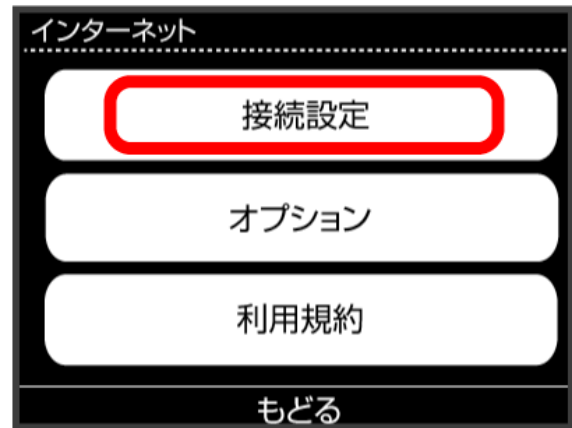 インターネット
接続設定
オプション
利用規約
もどる